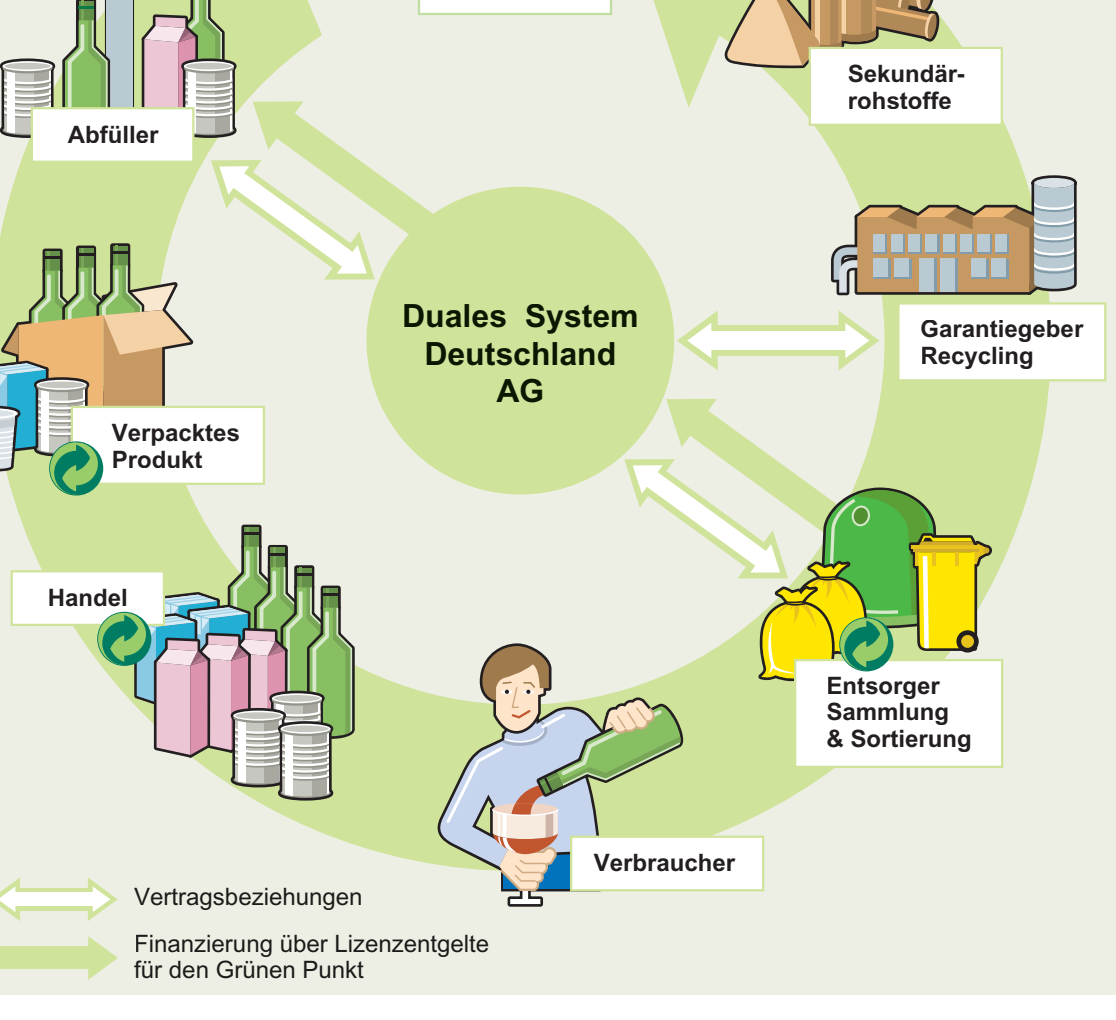 Sekundär-
rohstoffe
Abfüller
Duales System
Deutschland
AG
Garantiegeber
Recycling
Verpacktes
Produkt
Handel
Entsorger
Sammlung
& Sortierung
Verbraucher
Vertragsbeziehungen
Finanzierung über Lizenzentgelte
für den Grünen Punkt